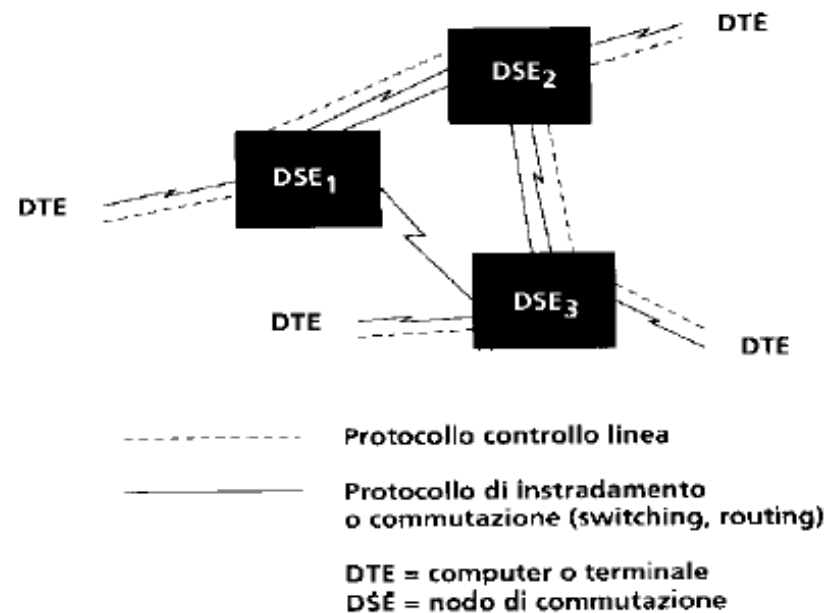 DTE
DSE2
DSE1
DTE
DSE3
DTE
DTE
Protocollo controllo linea
Protocollo di instradamento
o commutazione (switching, routing)
DTE = computer o terminale
DSE = nodo di commutazione